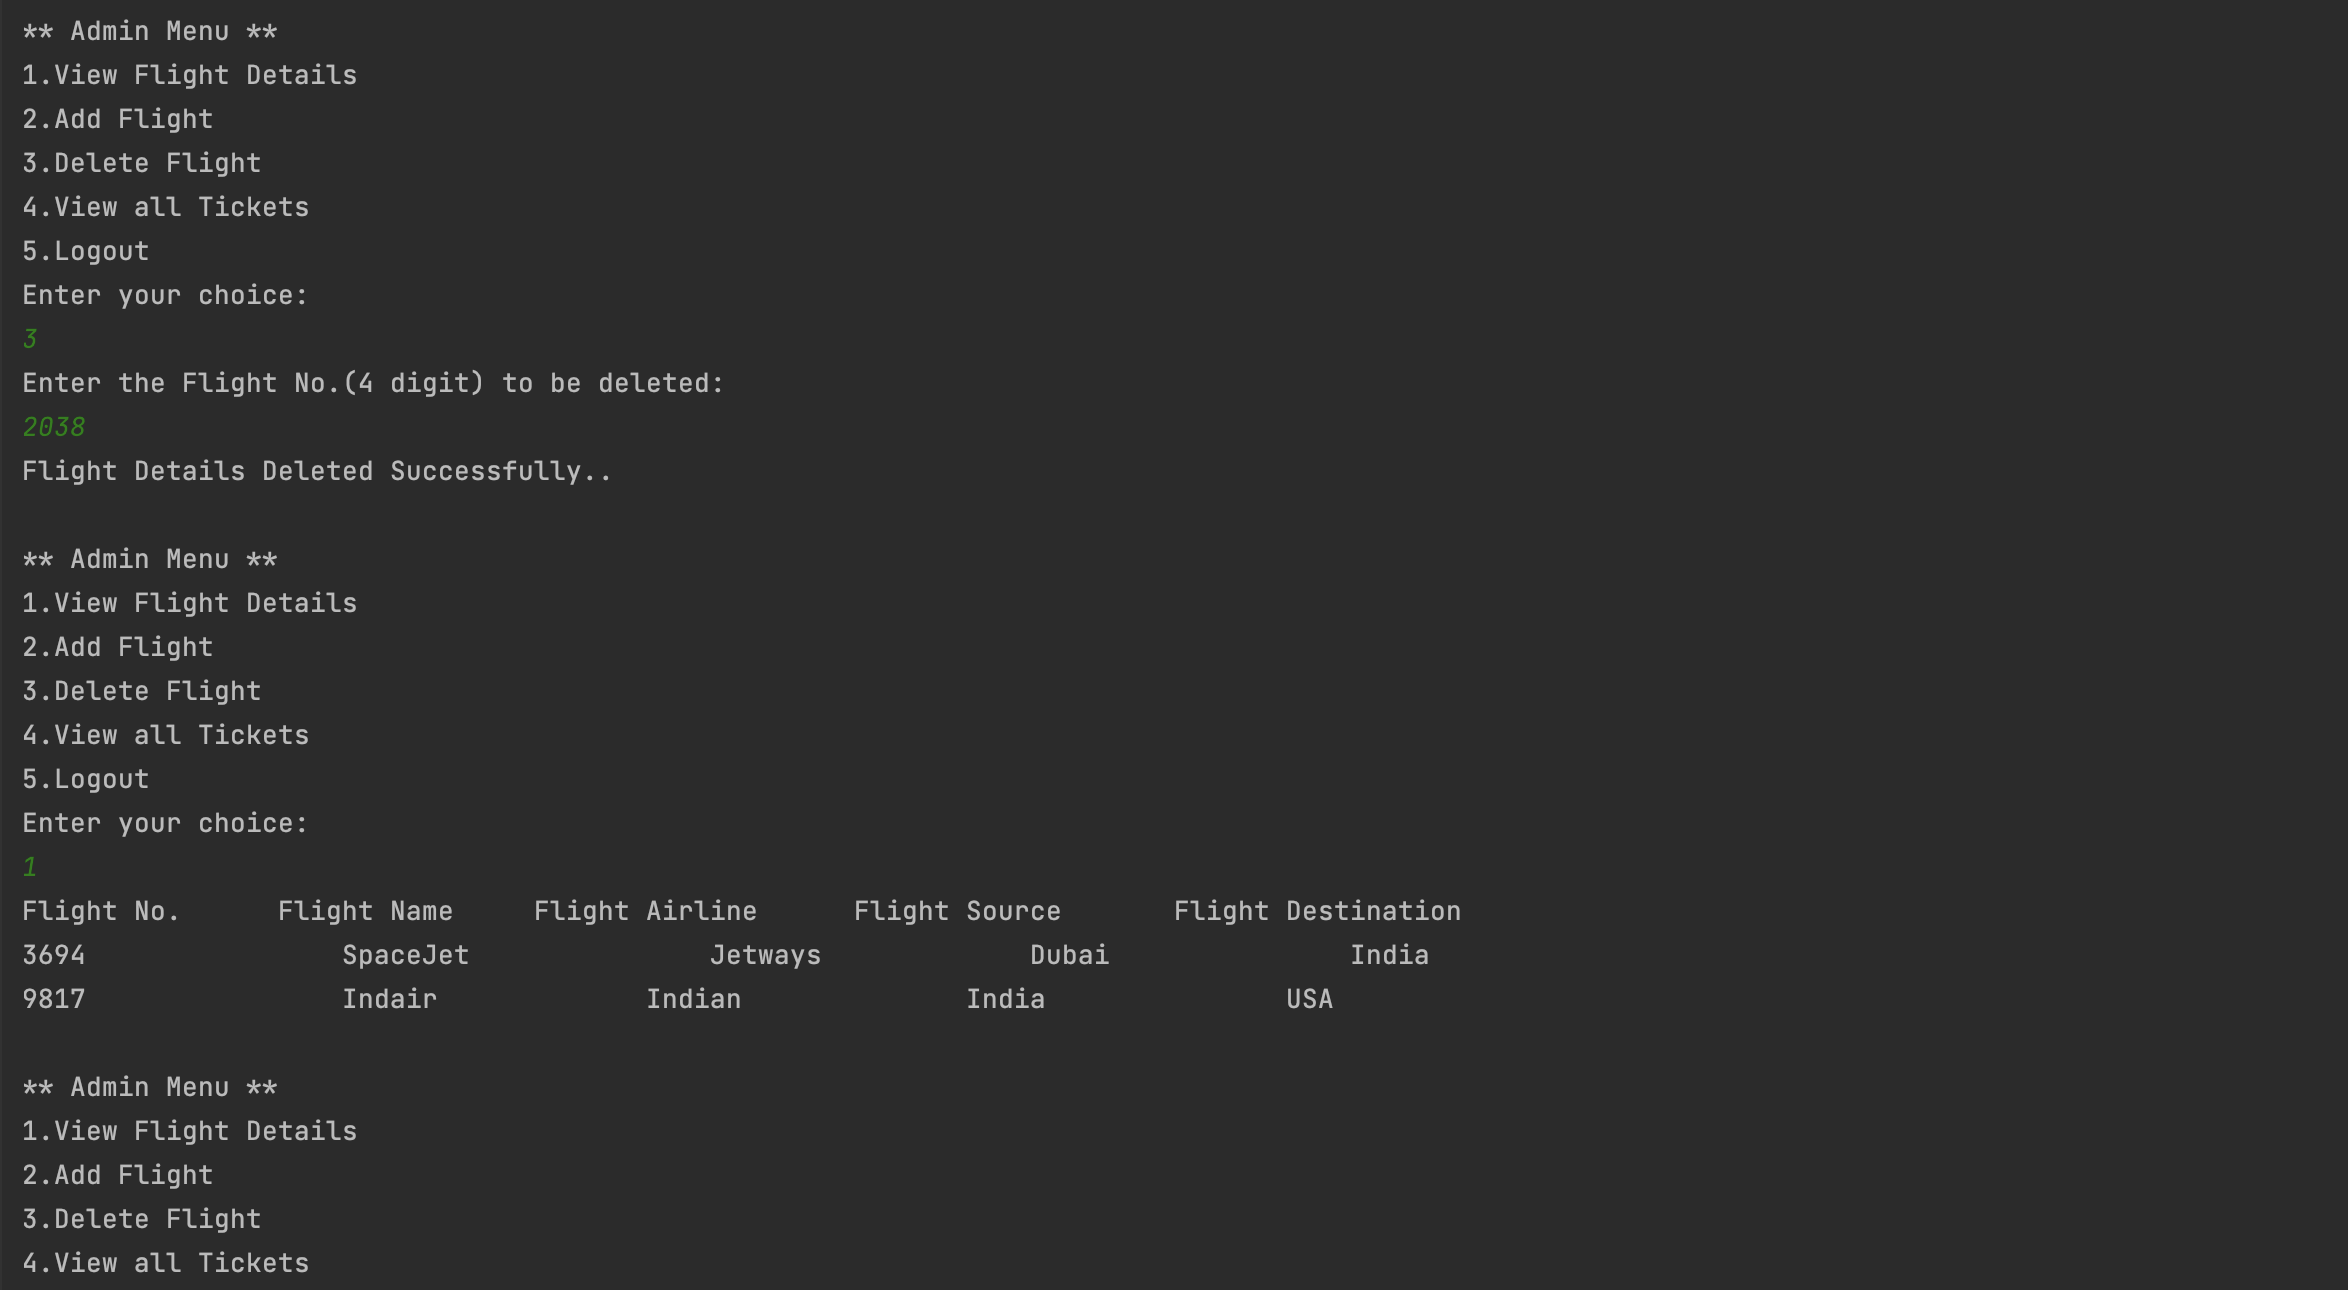 ** Admin Menu **
1.View Flight Details
2.Add Flight
3.Delete Flight
4.View all Tickets
5.Logout
Enter your choice:
3
Enter the Flight No.(4 digit) to be deleted:
2038
Flight Details Deleted Successfully..
** Admin Menu **
1.View Flight Details
2.Add Flight
3.Delete Flight
4.View all Tickets
5.Logout
Enter your choice:
1
Flight No.      Flight Name     Flight Airline      Flight Source       Flight Destination
3694                SpaceJet               Jetways             Dubai               India
9817                Indair             Indian              India               USA
** Admin Menu **
1.View Flight Details
2.Add Flight
3.Delete Flight
4.View all Tickets